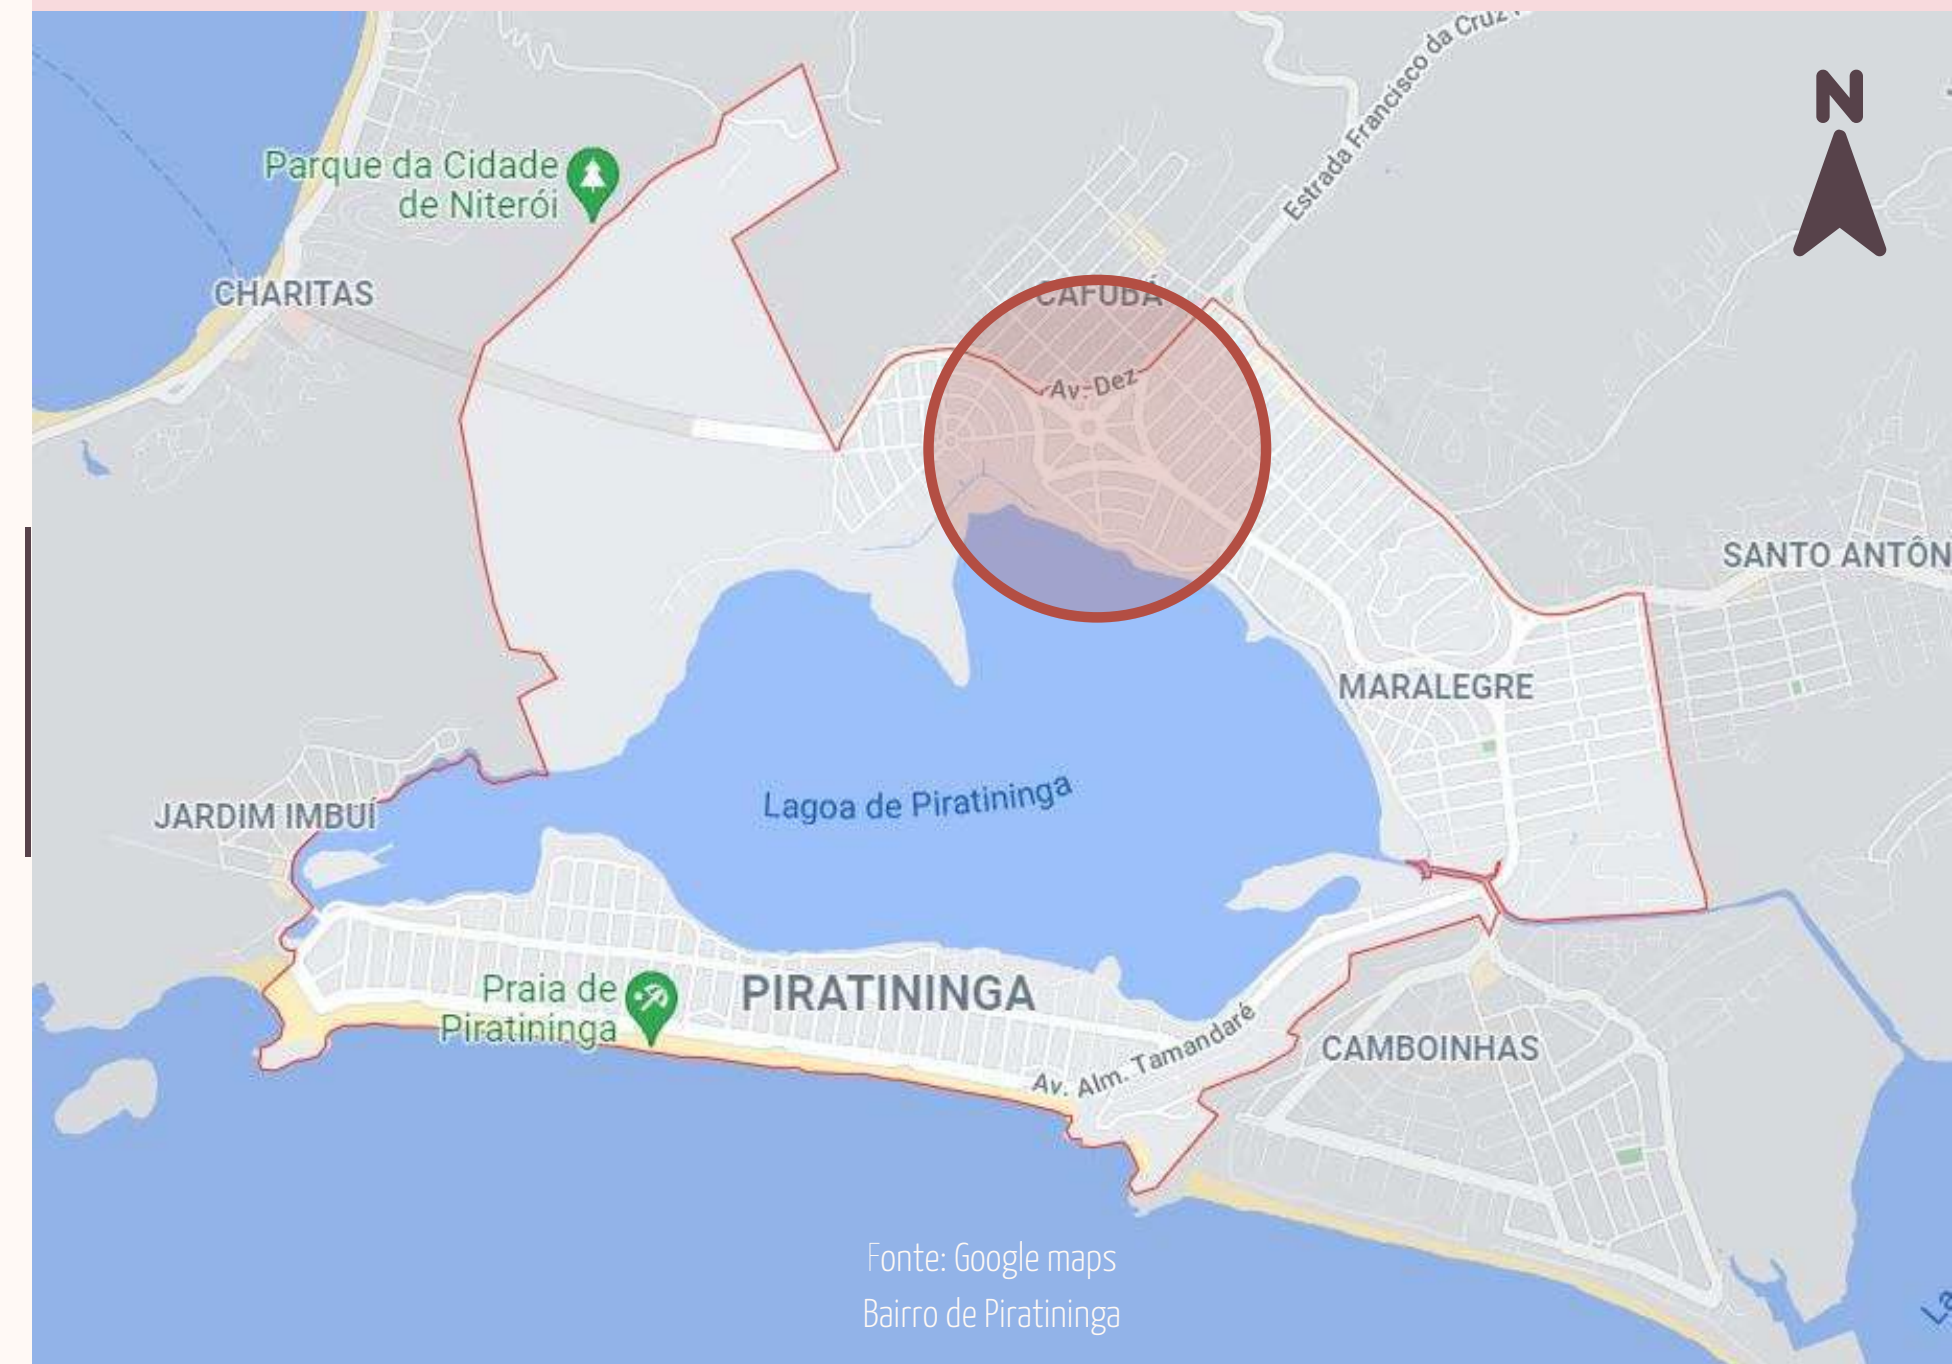 Estrada Francisco da Cruz
N
Parque da Cidade
de Niterói
CHARITAS
CAFUBÁ
Av. Dez
SANTO ANTÔN
MARALEGRE
Lagoa de Piratininga
JARDIM IMBUÍ
Praia de
Piratininga
PIRATININGA
Av. Alm. Tamandaré
CAMBOINHAS
Fonte: Google maps
Bairro de Piratininga
La